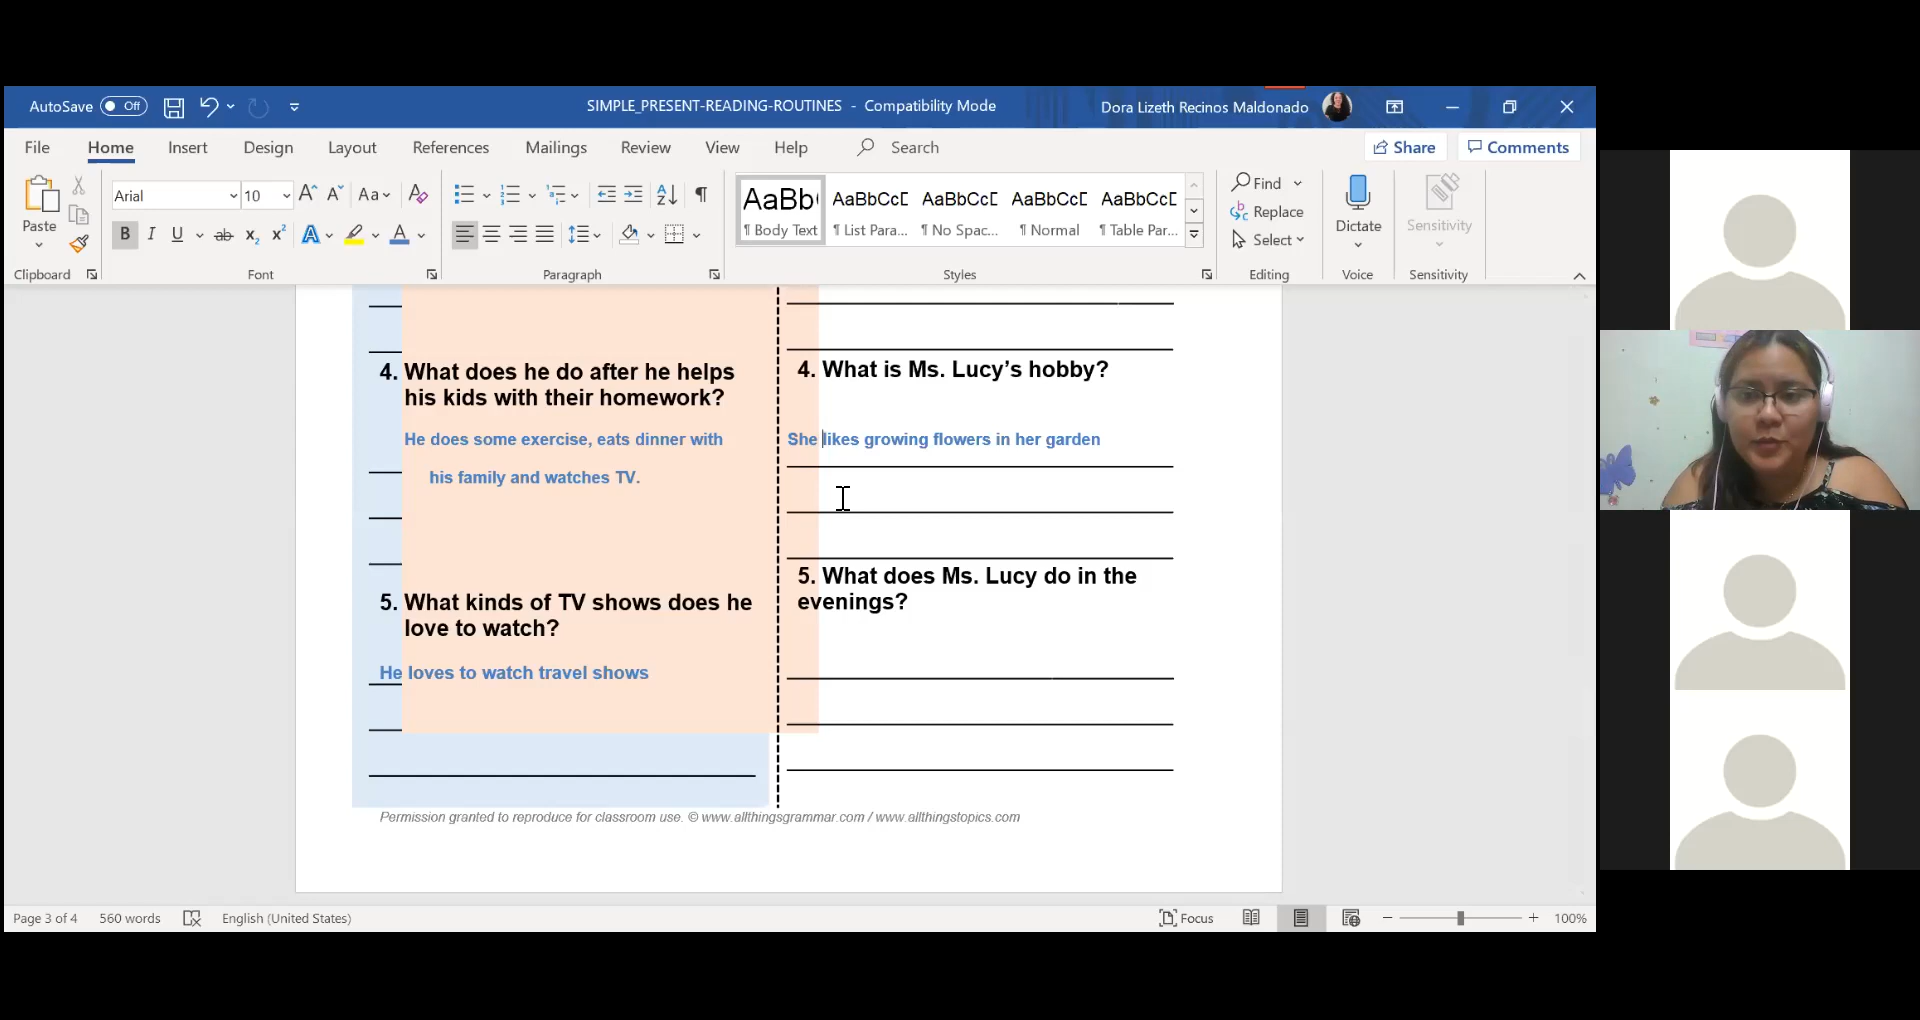 AutoSave Off SIMPLE_PRESENT-READING-ROUTINES - Compatibility Mode Dora Lizeth Recinos Maldonado
File Home Insert Design Layout References Mailings Review View Help Search Share Comments
Paste Arial 10 Aa AaBb( AaBbCcD AaBbCcD AaBbCcD AaBbCcD Find Replace Select Dictate Sensitivity
B I U ab x2 x2 A A ¶ Body Text ¶ List Para... ¶ No Spac... ¶ Normal ¶ Table Par...
Clipboard Font Paragraph Styles Editing Voice Sensitivity
4. What does he do after he helps
his kids with their homework?
He does some exercise, eats dinner with
his family and watches TV.
5. What kinds of TV shows does he
love to watch?
He loves to watch travel shows
4. What is Ms. Lucy's hobby?
She likes growing flowers in her garden
5. What does Ms. Lucy do in the
evenings?
Permission granted to reproduce for classroom use. © www.allthingsgrammar.com / www.allthingstopics.com
Page 3 of 4 560 words English (United States) Focus 100%